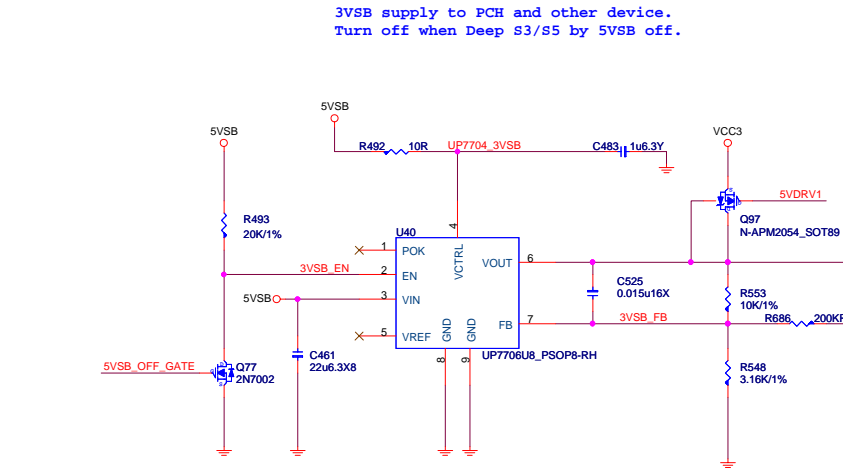 3VSB supply to PCH and other device.
Turn off when Deep S3/S5 by 5VSB off.
5VSB
5VSB
VCC3
R492
10R
UP7704_3VSB
C483
1u6.3Y
5VDRV1
R493
20K/1%
U40
Q97
N-APM2054_SOT89
4
1
POK
VCTRL
VOUT
6
3VSB_EN
2
EN
C525
0.015u16X
R553
10K/1%
5VSB
3
VIN
3VSB_FB
R686
200KR
5
VREF
GND
GND
FB
7
UP7706U8_PSOP8-RH
8
9
5VSB_OFF_GATE
Q77
2N7002
C461
22u6.3X8
R548
3.16K/1%